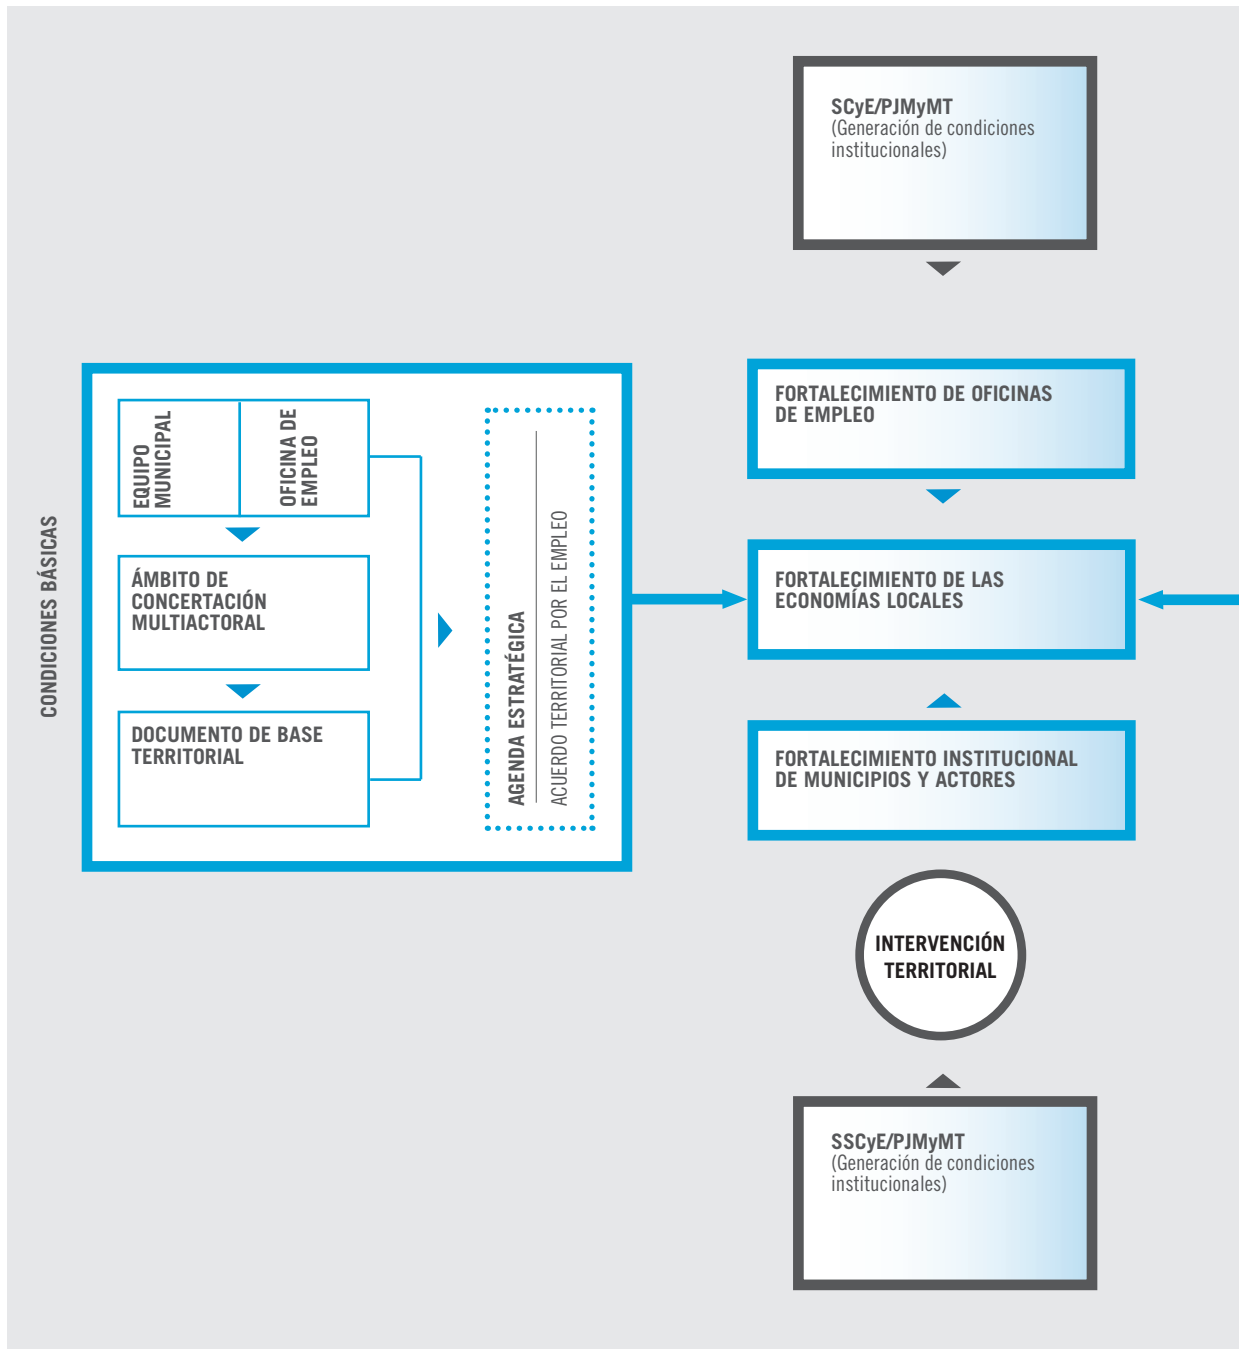 SCyE/PJMyMT
(Generación de condiciones
institucionales)
CONDICIONES BÁSICAS
EQUIPO
MUNICIPAL
OFICINA DE
EMPLEO
ÁMBITO DE
CONCERTACIÓN
MULTIACTORAL
DOCUMENTO DE BASE
TERRITORIAL
AGENDA ESTRATÉGICA
ACUERDO TERRITORIAL POR EL EMPLEO
FORTALECIMIENTO DE OFICINAS
DE EMPLEO
FORTALECIMIENTO DE LAS
ECONOMÍAS LOCALES
FORTALECIMIENTO INSTITUCIONAL
DE MUNICIPIOS Y ACTORES
INTERVENCIÓN
TERRITORIAL
SSCyE/PJMyMT
(Generación de condiciones
institucionales)